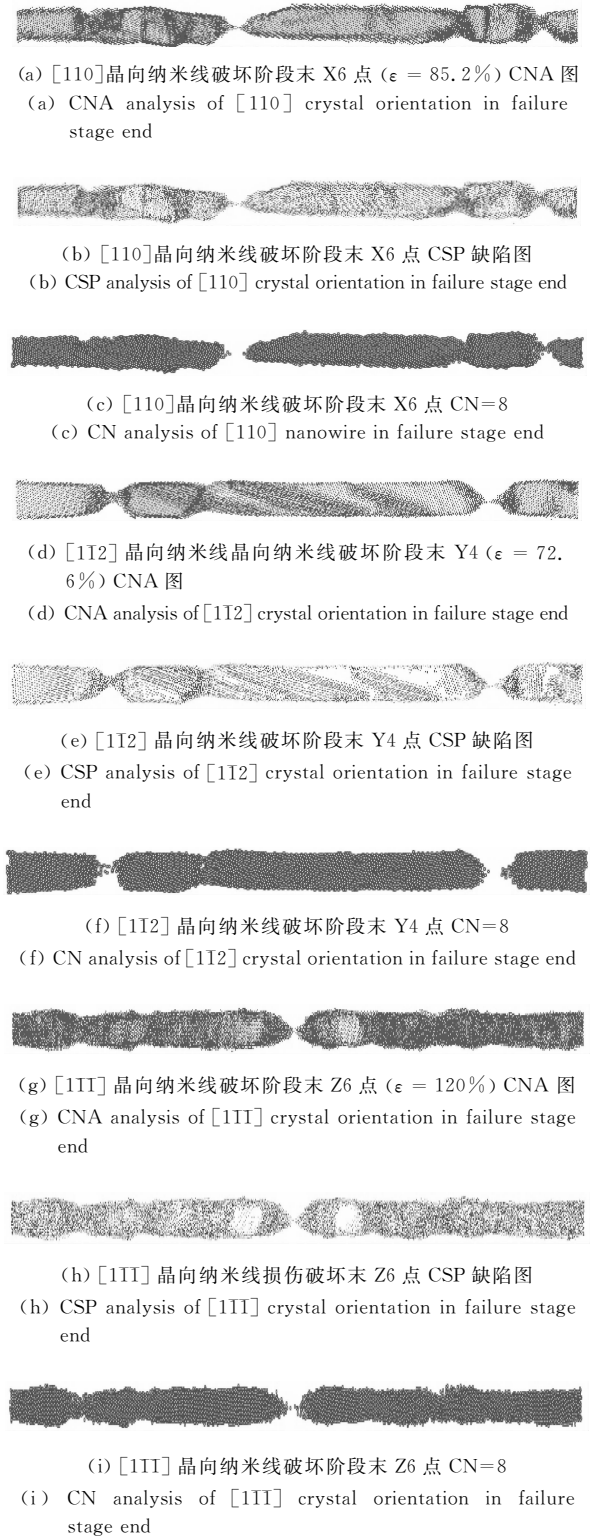 (a) [110]晶向纳米线破坏阶段末 X6 点 (ε = 85.2%) CNA 图
(a) CNA analysis of [110] crystal orientation in failure
stage end
(b) [110]晶向纳米线破坏阶段末 X6 点 CSP 缺陷图
(b) CSP analysis of [110] crystal orientation in failure stage end
(c) [110]晶向纳米线破坏阶段末 X6 点 CN=8
(c) CN analysis of [110] nanowire in failure stage end
(d) [11̄2] 晶向纳米线晶向纳米线破坏阶段末 Y4 (ε = 72.
6%) CNA 图
(d) CNA analysis of [11̄2] crystal orientation in failure stage end
(e) [11̄2] 晶向纳米线破坏阶段末 Y4 点 CSP 缺陷图
(e) CSP analysis of [11̄2] crystal orientation in failure stage
end
(f) [11̄2] 晶向纳米线破坏阶段末 Y4 点 CN=8
(f) CN analysis of [11̄2] crystal orientation in failure stage end
(g) [11̄1̄] 晶向纳米线破坏阶段末 Z6 点 (ε = 120%) CNA 图
(g) CNA analysis of [11̄1̄] crystal orientation in failure stage
end
(h) [11̄1̄] 晶向纳米线损伤破坏末 Z6 点 CSP 缺陷图
(h) CSP analysis of [11̄1̄] crystal orientation in failure stage
end
(i) [11̄1̄] 晶向纳米线破坏阶段末 Z6 点 CN=8
(i) CN analysis of [11̄1̄] crystal orientation in failure
stage end